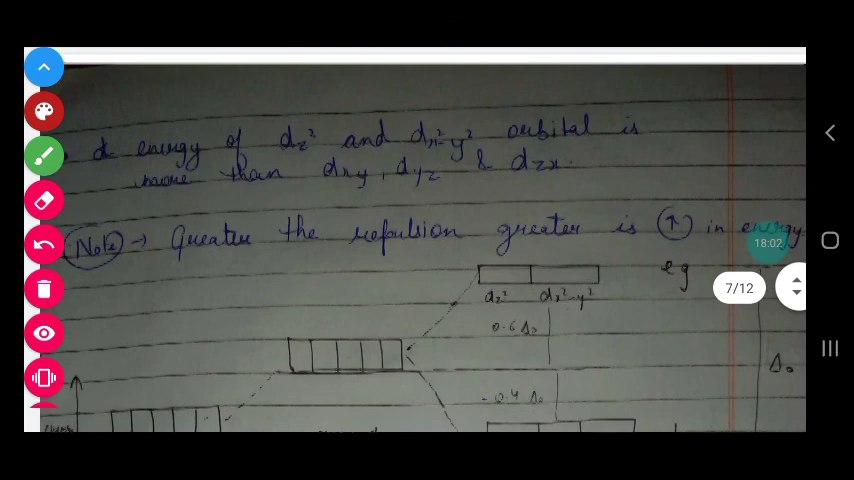 d energy of dz² and dx²-y² orbital is
more than dxy, dyz & dzx.
Note → Greater the repulsion greater is (↑) in energy.
18:02
eg
7/12
dz² dx²-y²
0.6 Δo
Δo
- 0.4 Δo